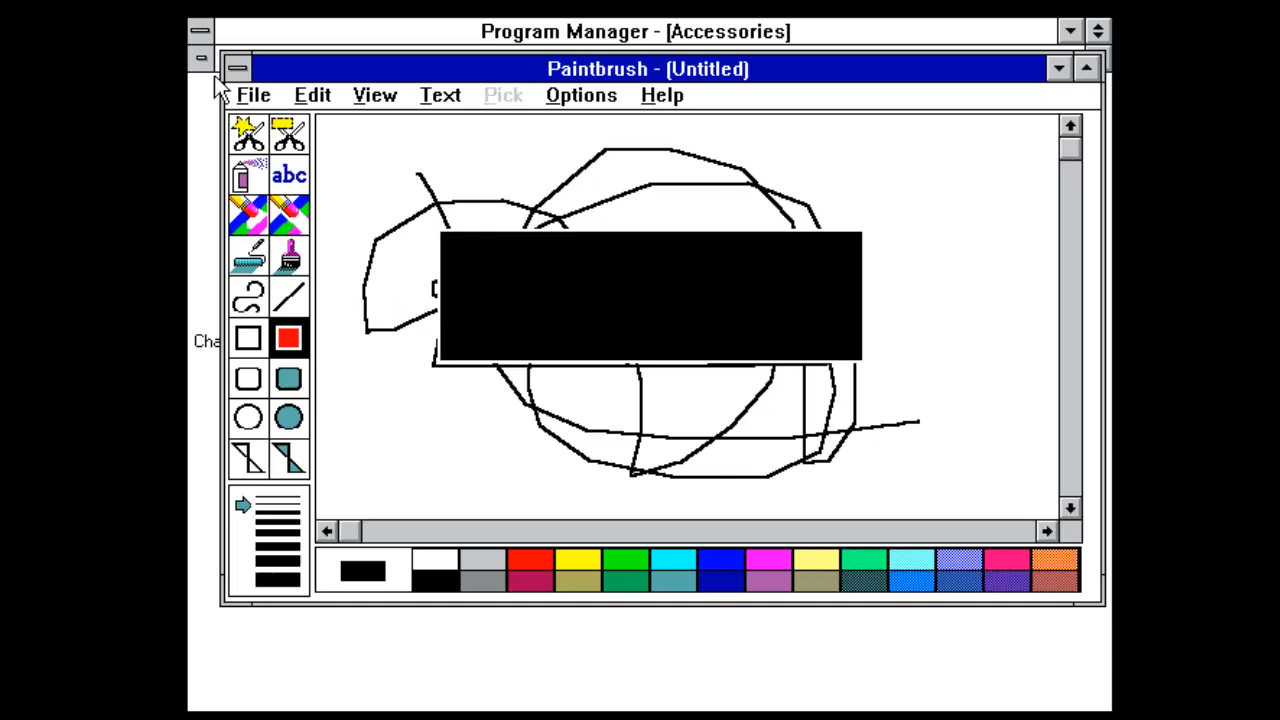 Program Manager - [Accessories]
Paintbrush - (Untitled)
File Edit View Text Pick Options Help
abc
Cha